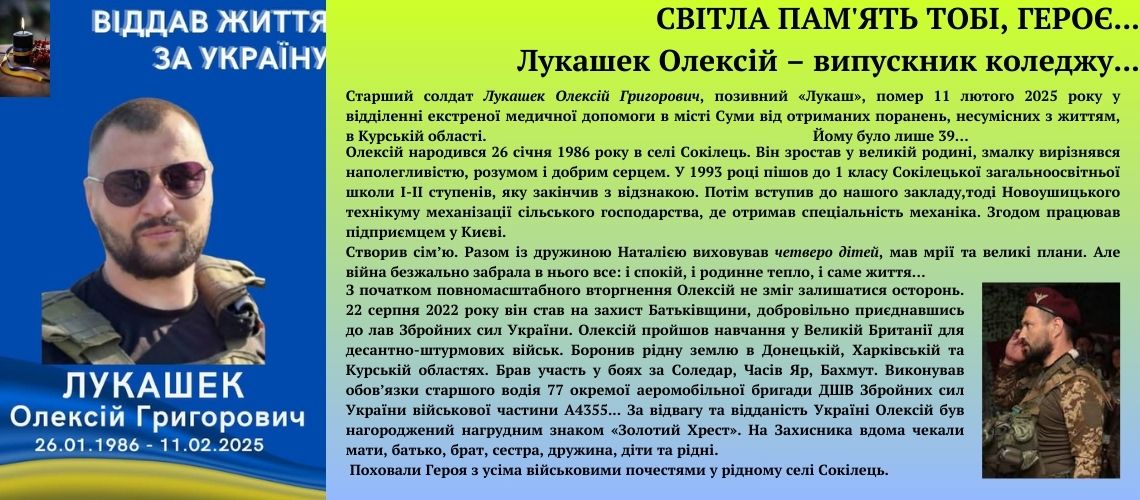 ВІДДАВ ЖИТТЯ
ЗА УКРАЇНУ
ЛУКАШЕК
Олексій Григорович
26.01.1986 - 11.02.2025
СВІТЛА ПАМ'ЯТЬ ТОБІ, ГЕРОЄ...
Лукашек Олексій – випускник коледжу...
Старший солдат Лукашек Олексій Григорович, позивний «Лукаш», помер 11 лютого 2025 року у
відділенні екстреної медичної допомоги в місті Суми від отриманих поранень, несумісних з життям,
в Курській області. Йому було лише 39…
Олексій народився 26 січня 1986 року в селі Сокілець. Він зростав у великій родині, змалку вирізнявся
наполегливістю, розумом і добрим серцем. У 1993 році пішов до 1 класу Сокілецької загальноосвітньої
школи І-ІІ ступенів, яку закінчив з відзнакою. Потім вступив до нашого закладу,тоді Новоушицького
технікуму механізації сільського господарства, де отримав спеціальність механіка. Згодом працював
підприємцем у Києві.
Створив сім’ю. Разом із дружиною Наталією виховував четверо дітей, мав мрії та великі плани. Але
війна безжально забрала в нього все: і спокій, і родинне тепло, і саме життя…
З початком повномасштабного вторгнення Олексій не зміг залишатися осторонь.
22 серпня 2022 року він став на захист Батьківщини, добровільно приєднавшись
до лав Збройних сил України. Олексій пройшов навчання у Великій Британії для
десантно-штурмових військ. Боронив рідну землю в Донецькій, Харківській та
Курській областях. Брав участь у боях за Соледар, Часів Яр, Бахмут. Виконував
обов’язки старшого водія 77 окремої аеромобільної бригади ДШВ Збройних сил
України військової частини А4355… За відвагу та відданість Україні Олексій був
нагороджений нагрудним знаком «Золотий Хрест». На Захисника вдома чекали
мати, батько, брат, сестра, дружина, діти та рідні.
Поховали Героя з усіма військовими почестями у рідному селі Сокілець.